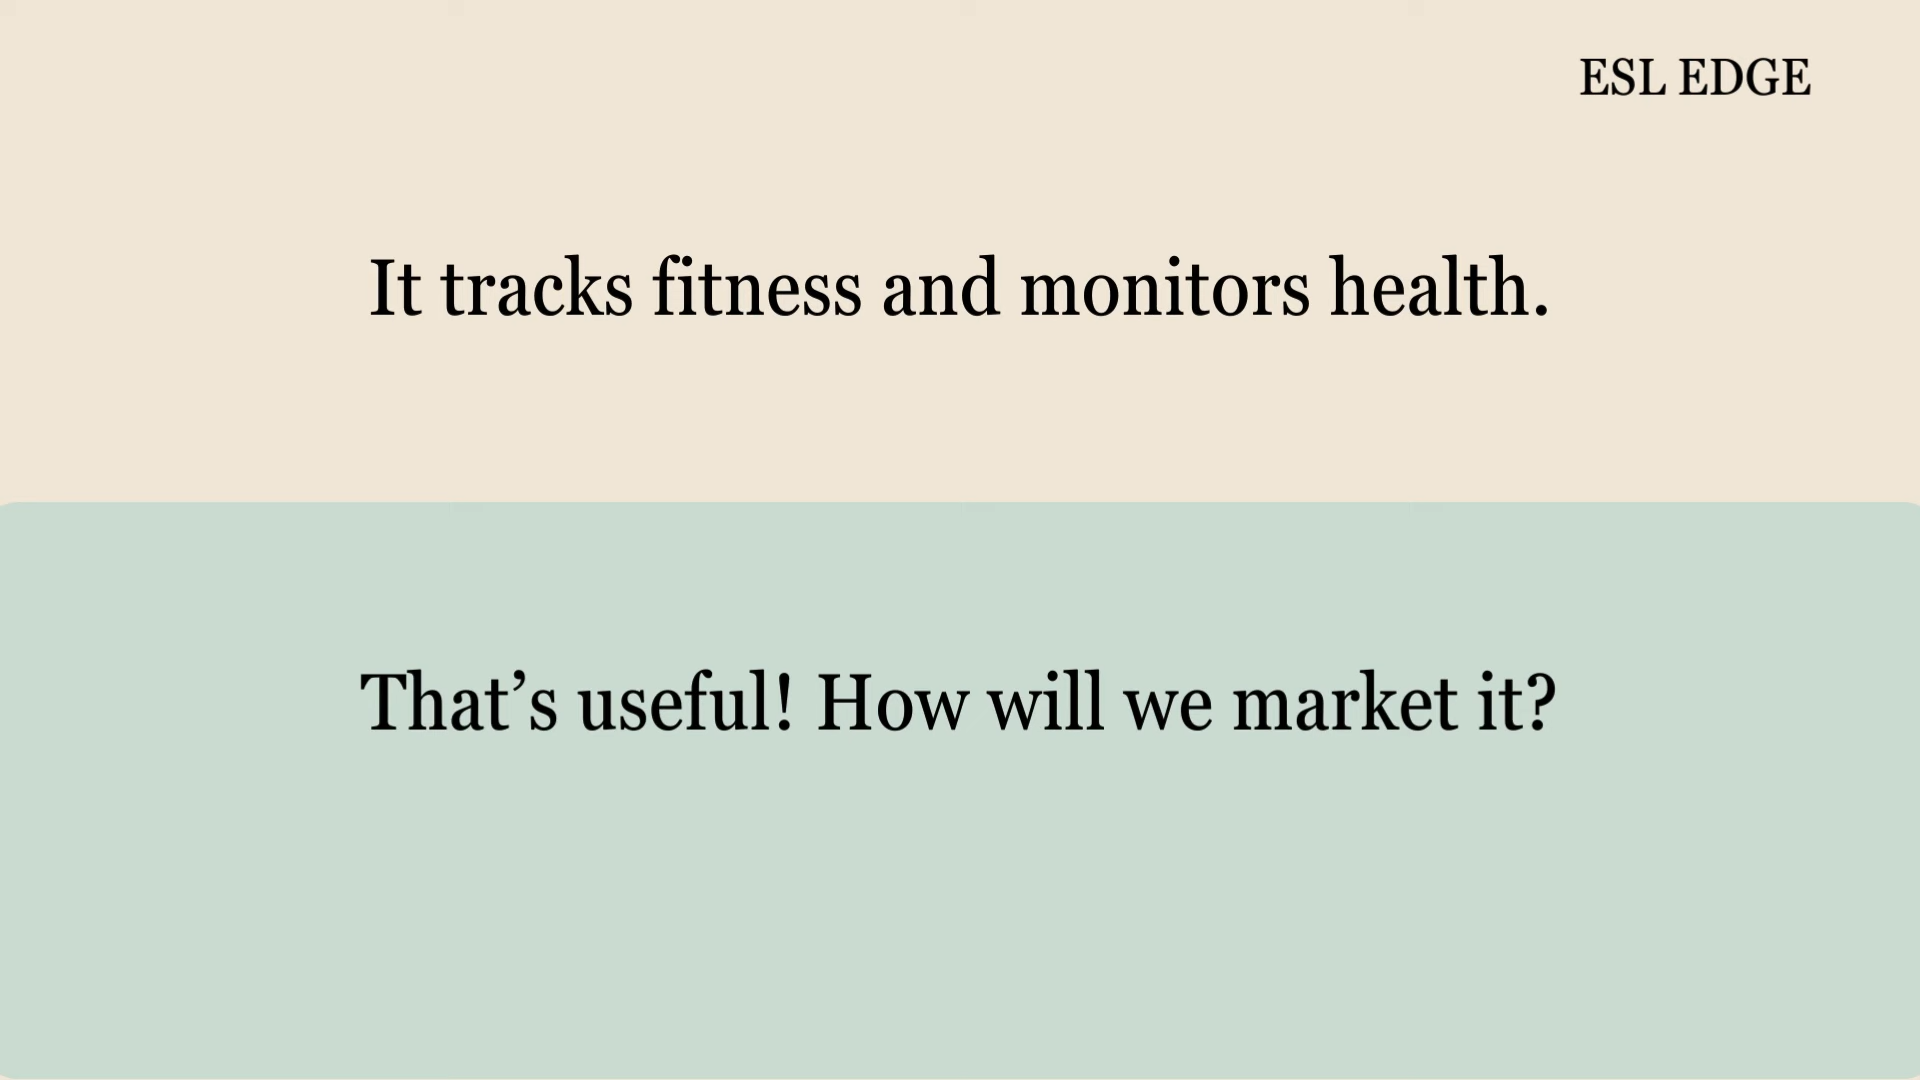 ESL EDGE
It tracks fitness and monitors health.
That’s useful! How will we market it?